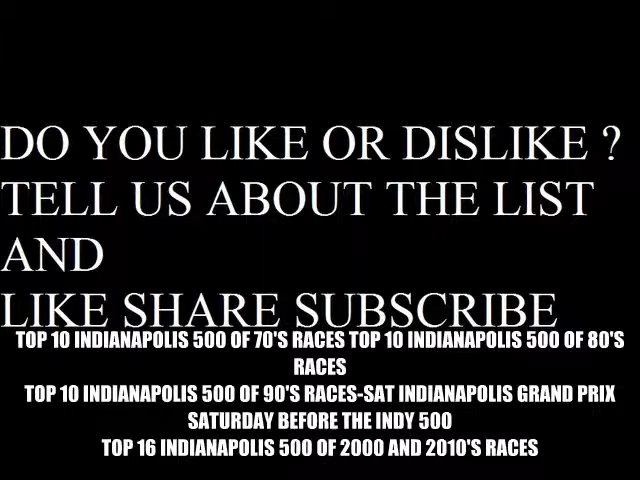 DO YOU LIKE OR DISLIKE ?
TELL US ABOUT THE LIST
AND
LIKE SHARE SUBSCRIBE
TOP 10 INDIANAPOLIS 500 OF 70'S RACES TOP 10 INDIANAPOLIS 500 OF 80'S
RACES
TOP 10 INDIANAPOLIS 500 OF 90'S RACES-SAT INDIANAPOLIS GRAND PRIX
SATURDAY BEFORE THE INDY 500
TOP 16 INDIANAPOLIS 500 OF 2000 AND 2010'S RACES